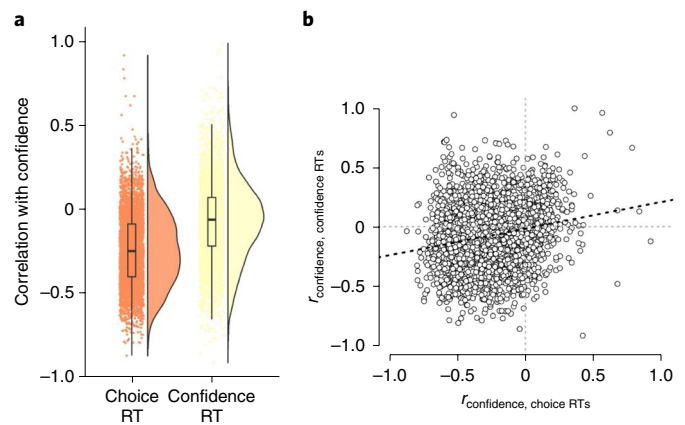 a
Correlation with confidence
1.0
0.5
0
−0.5
−1.0
Choice RT
Confidence RT
b
r confidence, confidence RTs
1.0
0.5
0
−0.5
−1.0
−1.0 −0.5 0 0.5 1.0
r confidence, choice RTs